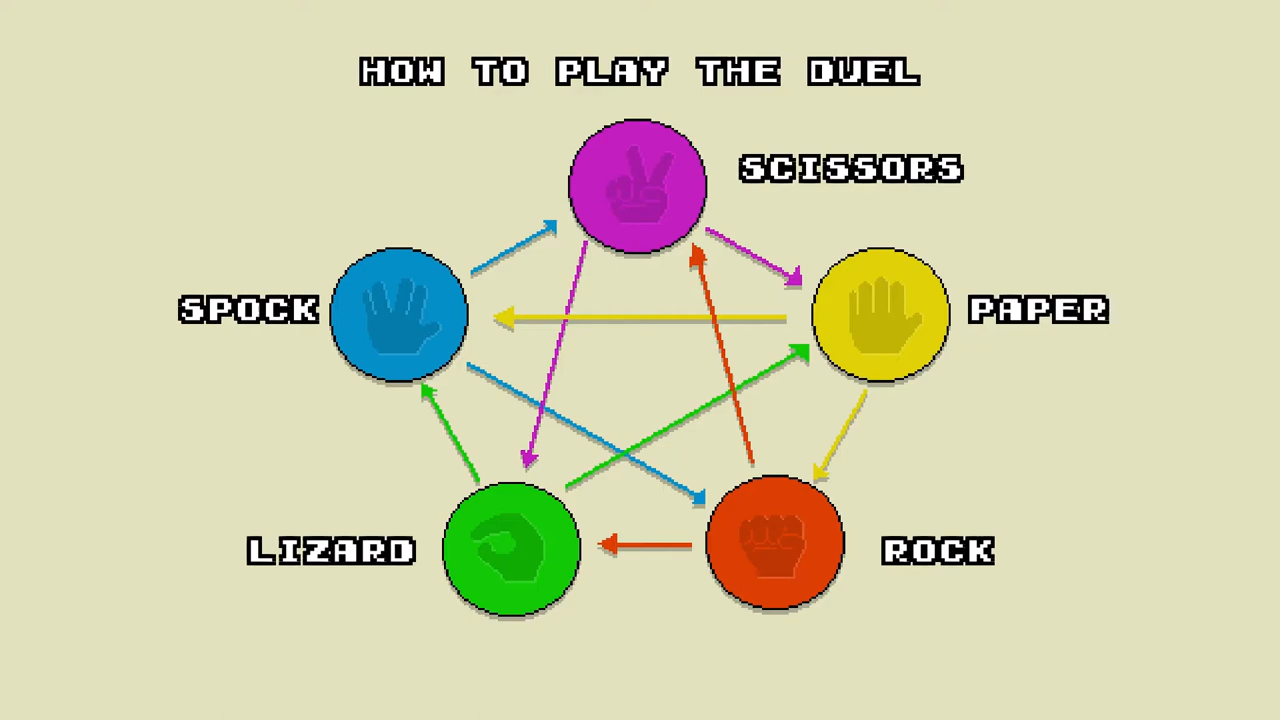 HOW TO PLAY THE DUEL
SCISSORS
SPOCK
PAPER
LIZARD
ROCK